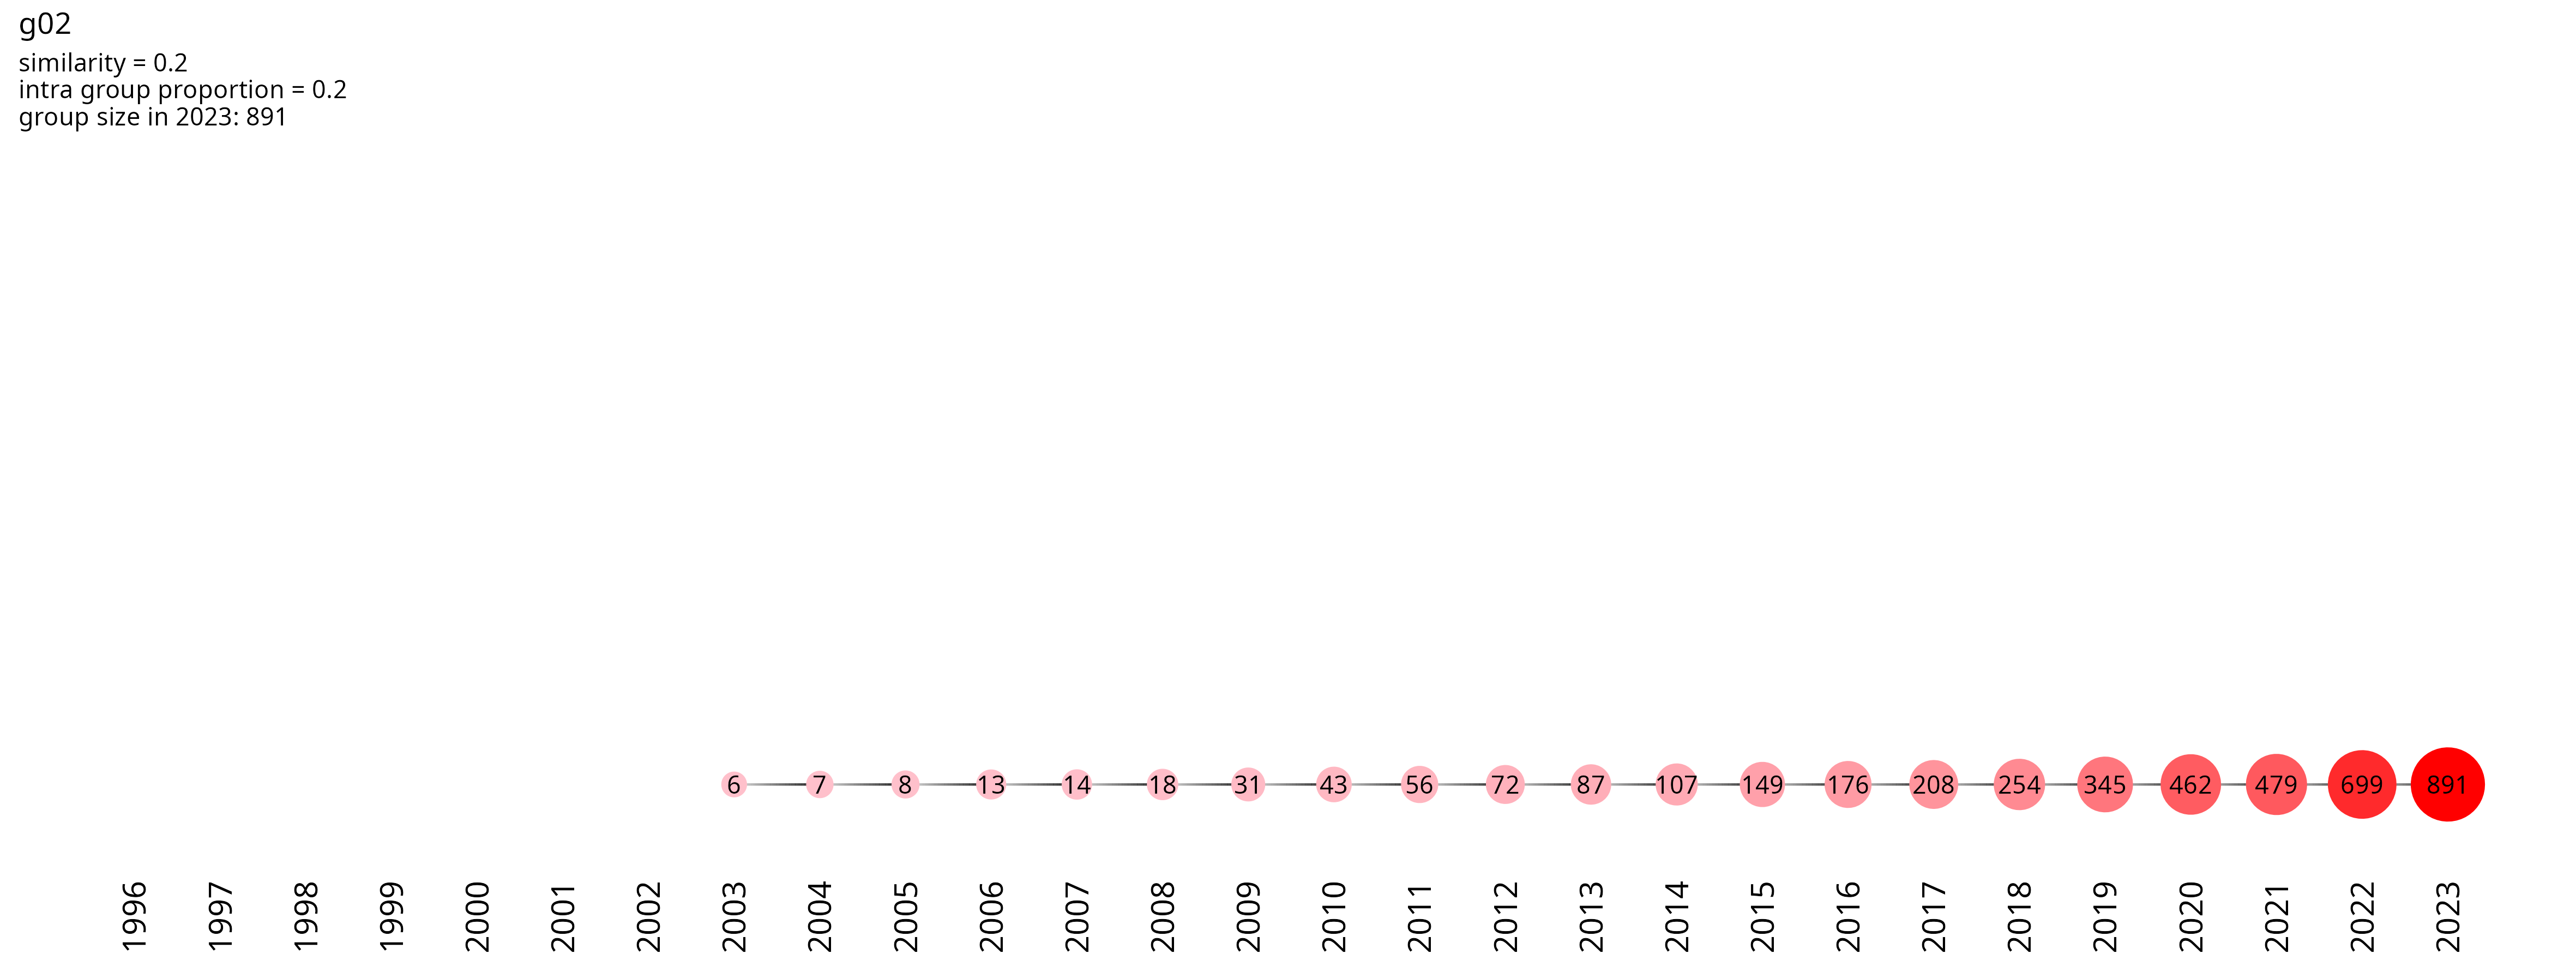 g02
similarity = 0.2
intra group proportion = 0.2
group size in 2023: 891
6 7 8 13 14 18 31 43 56 72 87 107 149 176 208 254 345 462 479 699 891
1996 1997 1998 1999 2000 2001 2002 2003 2004 2005 2006 2007 2008 2009 2010 2011 2012 2013 2014 2015 2016 2017 2018 2019 2020 2021 2022 2023